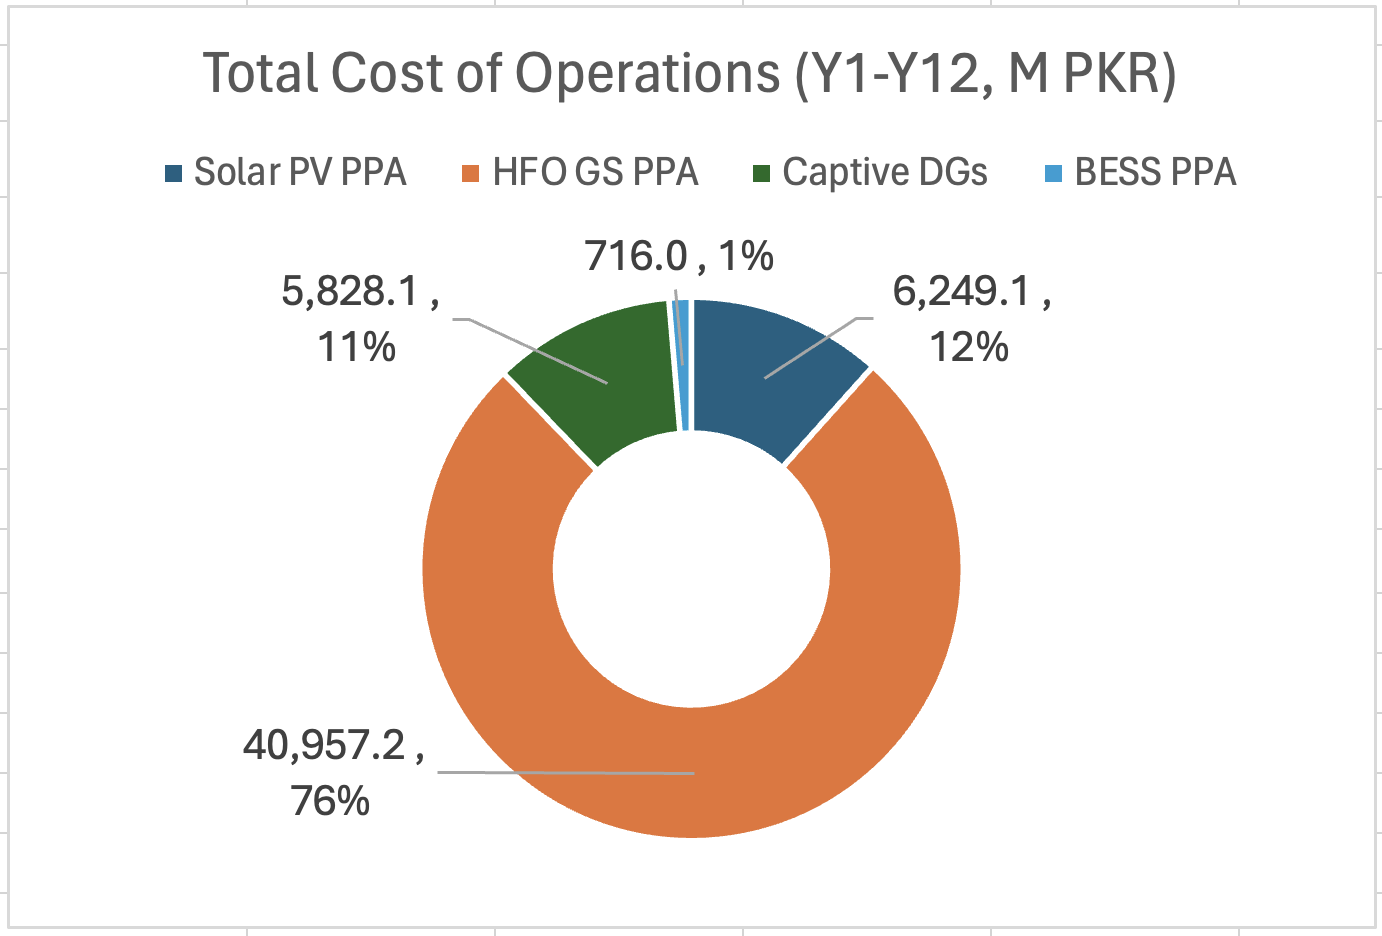 Total Cost of Operations (Y1-Y12, M PKR)
Solar PV PPA HFO GS PPA Captive DGs BESS PPA
716.0 , 1%
5,828.1 ,
11%
6,249.1 ,
12%
40,957.2 ,
76%